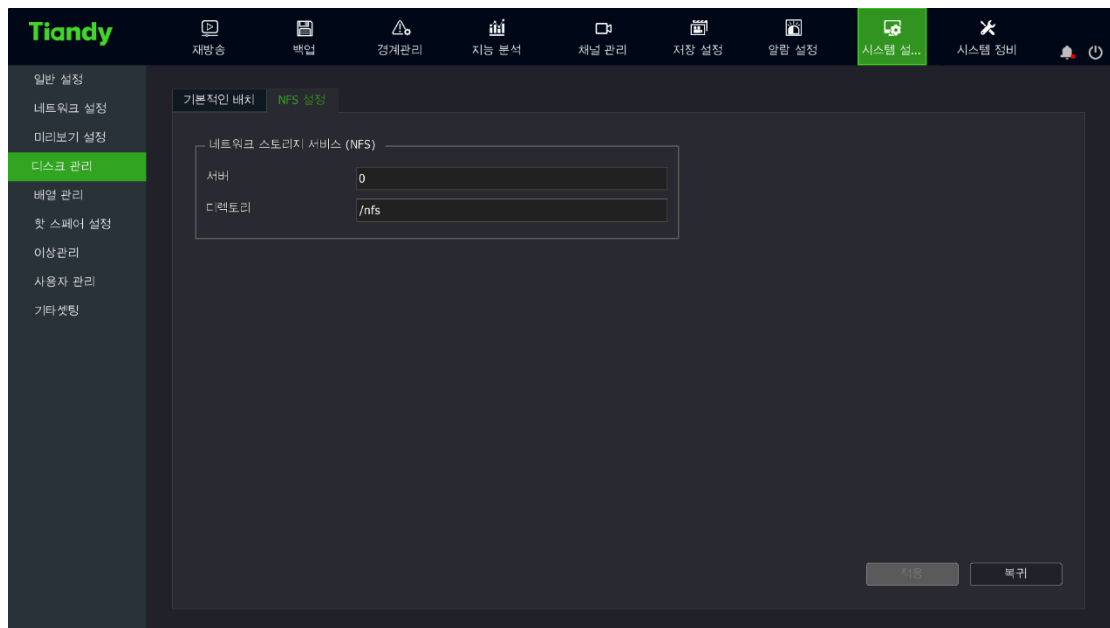 Tiandy
재방송
백업
경계관리
지능 분석
채널 관리
저장 설정
알람 설정
시스템 설...
시스템 정비
일반 설정
네트워크 설정
미리보기 설정
디스크 관리
배열 관리
핫 스페어 설정
이상관리
사용자 관리
기타셋팅
기본적인 배치
NFS 설정
네트워크 스토리지 서비스 (NFS)
서버
0
디렉토리
/nfs
적용
복귀